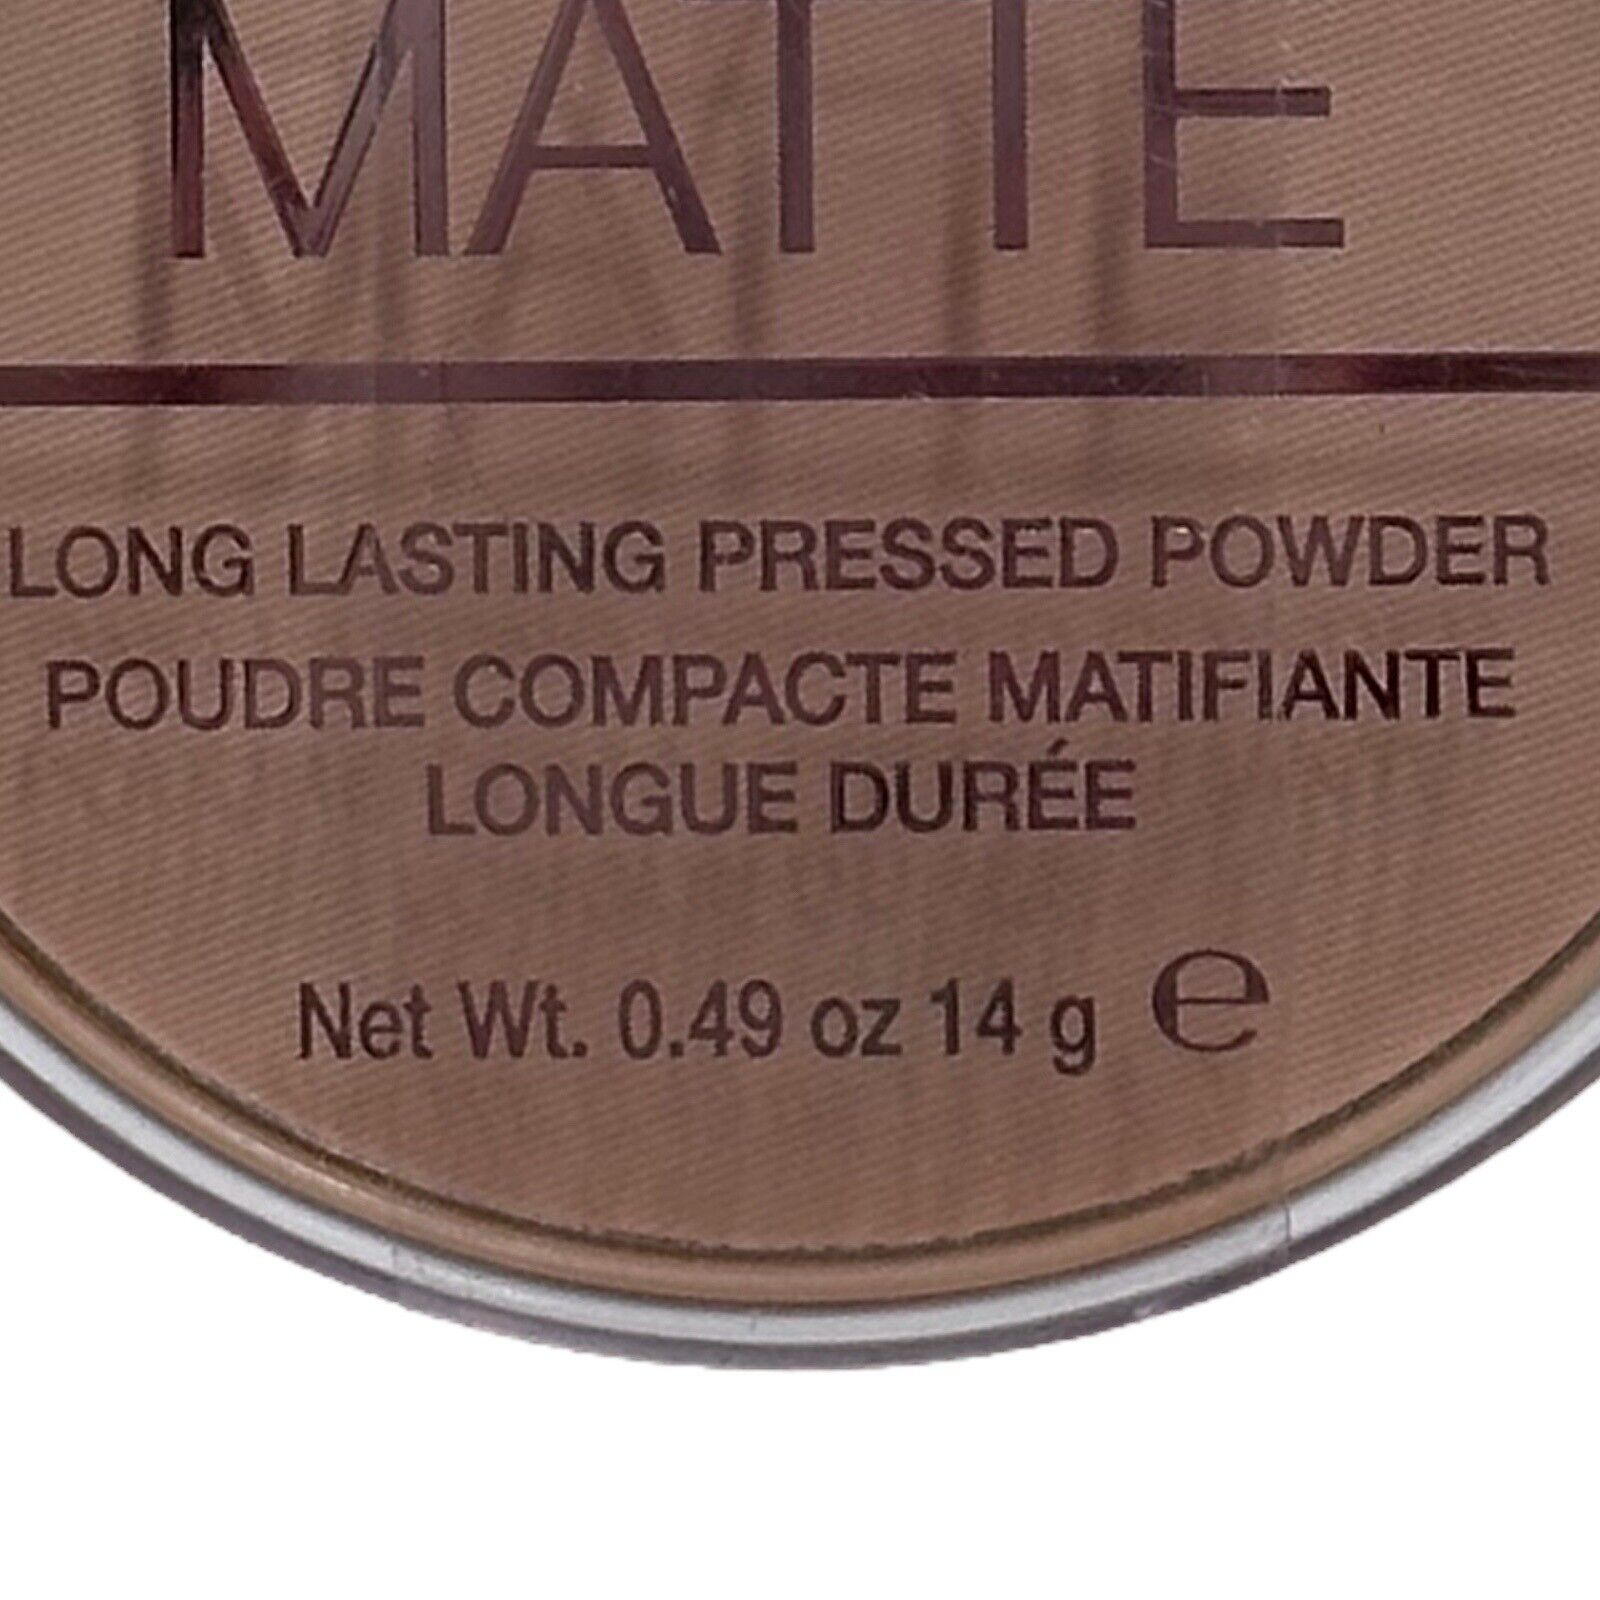 MATTE
LONG LASTING PRESSED POWDER
POUDRE COMPACTE MATIFIANTE
LONGUE DURÉE
Net Wt. 0.49 oz 14 g ℮